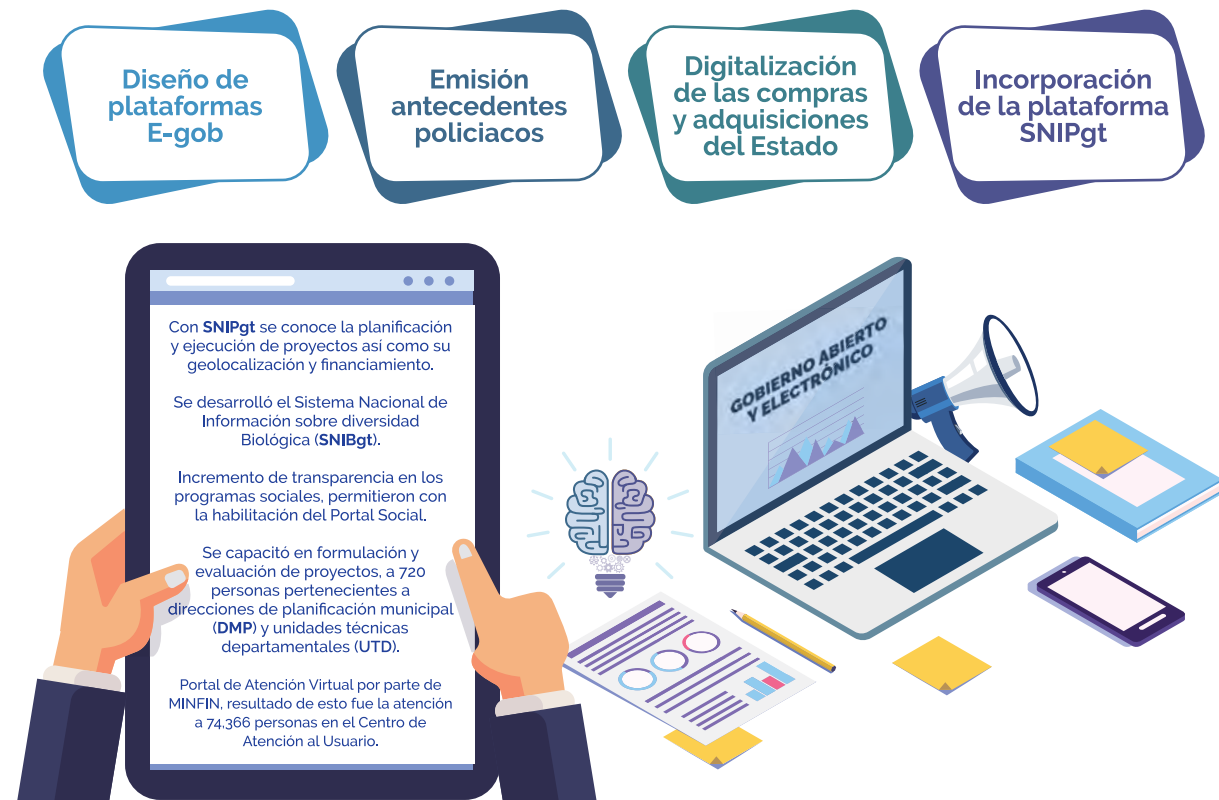 Diseño de
plataformas
E-gob
Emisión
antecedentes
policiacos
Digitalización
de las compras
y adquisiciones
del Estado
Incorporación
de la plataforma
SNIPgt
Con SNIPgt se conoce la planificación
y ejecución de proyectos así como su
geolocalización y financiamiento.
Se desarrolló el Sistema Nacional de
Información sobre diversidad
Biológica (SNIBgt).
Incremento de transparencia en los
programas sociales, permitieron con
la habilitación del Portal Social.
Se capacitó en formulación y
evaluación de proyectos, a 720
personas pertenecientes a
direcciones de planificación municipal
(DMP) y unidades técnicas
departamentales (UTD).
Portal de Atención Virtual por parte de
MINFIN, resultado de esto fue la atención
a 74,366 personas en el Centro de
Atención al Usuario.
GOBIERNO ABIERTO
Y ELECTRÓNICO